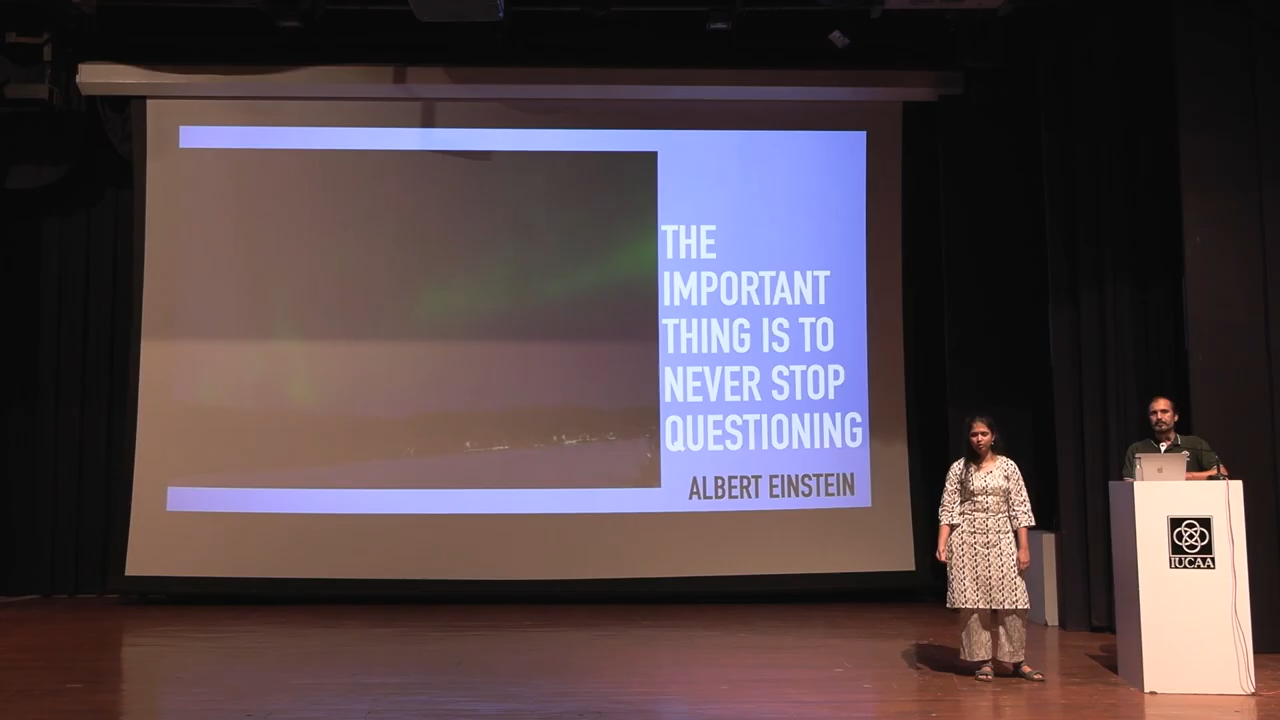 THE
IMPORTANT
THING IS TO
NEVER STOP
QUESTIONING
ALBERT EINSTEIN
IUCAA